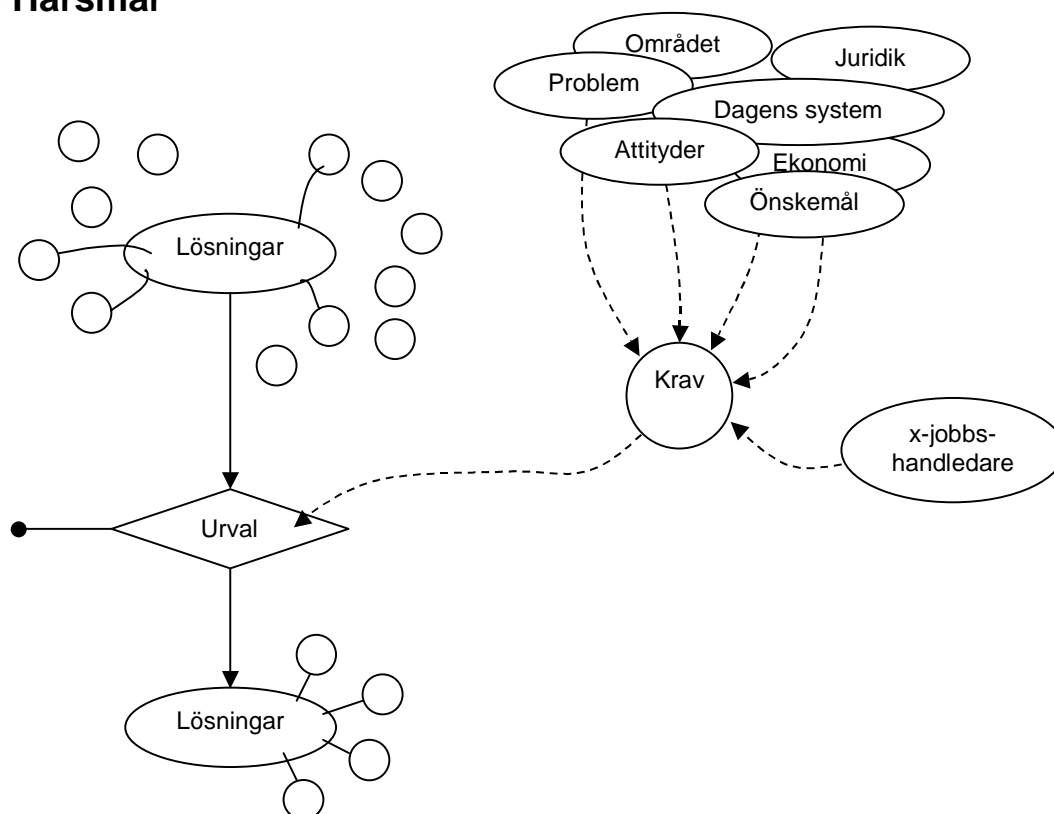 Området
Juridik
Problem
Dagens system
Attityder
Ekonomi
Önskemål
Lösningar
Krav
x-jobbs-
handledare
Urval
Lösningar